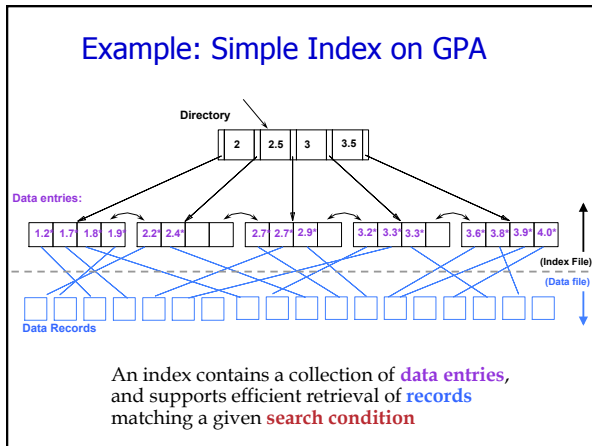 Example: Simple Index on GPA
Directory
2 2.5 3 3.5
Data entries:
1.2* 1.7* 1.8* 1.9* 2.2* 2.4* 2.7* 2.7* 2.9* 3.2* 3.3* 3.3* 3.6* 3.8* 3.9* 4.0*
(Index File)
(Data file)
Data Records
An index contains a collection of data entries,
and supports efficient retrieval of records
matching a given search condition